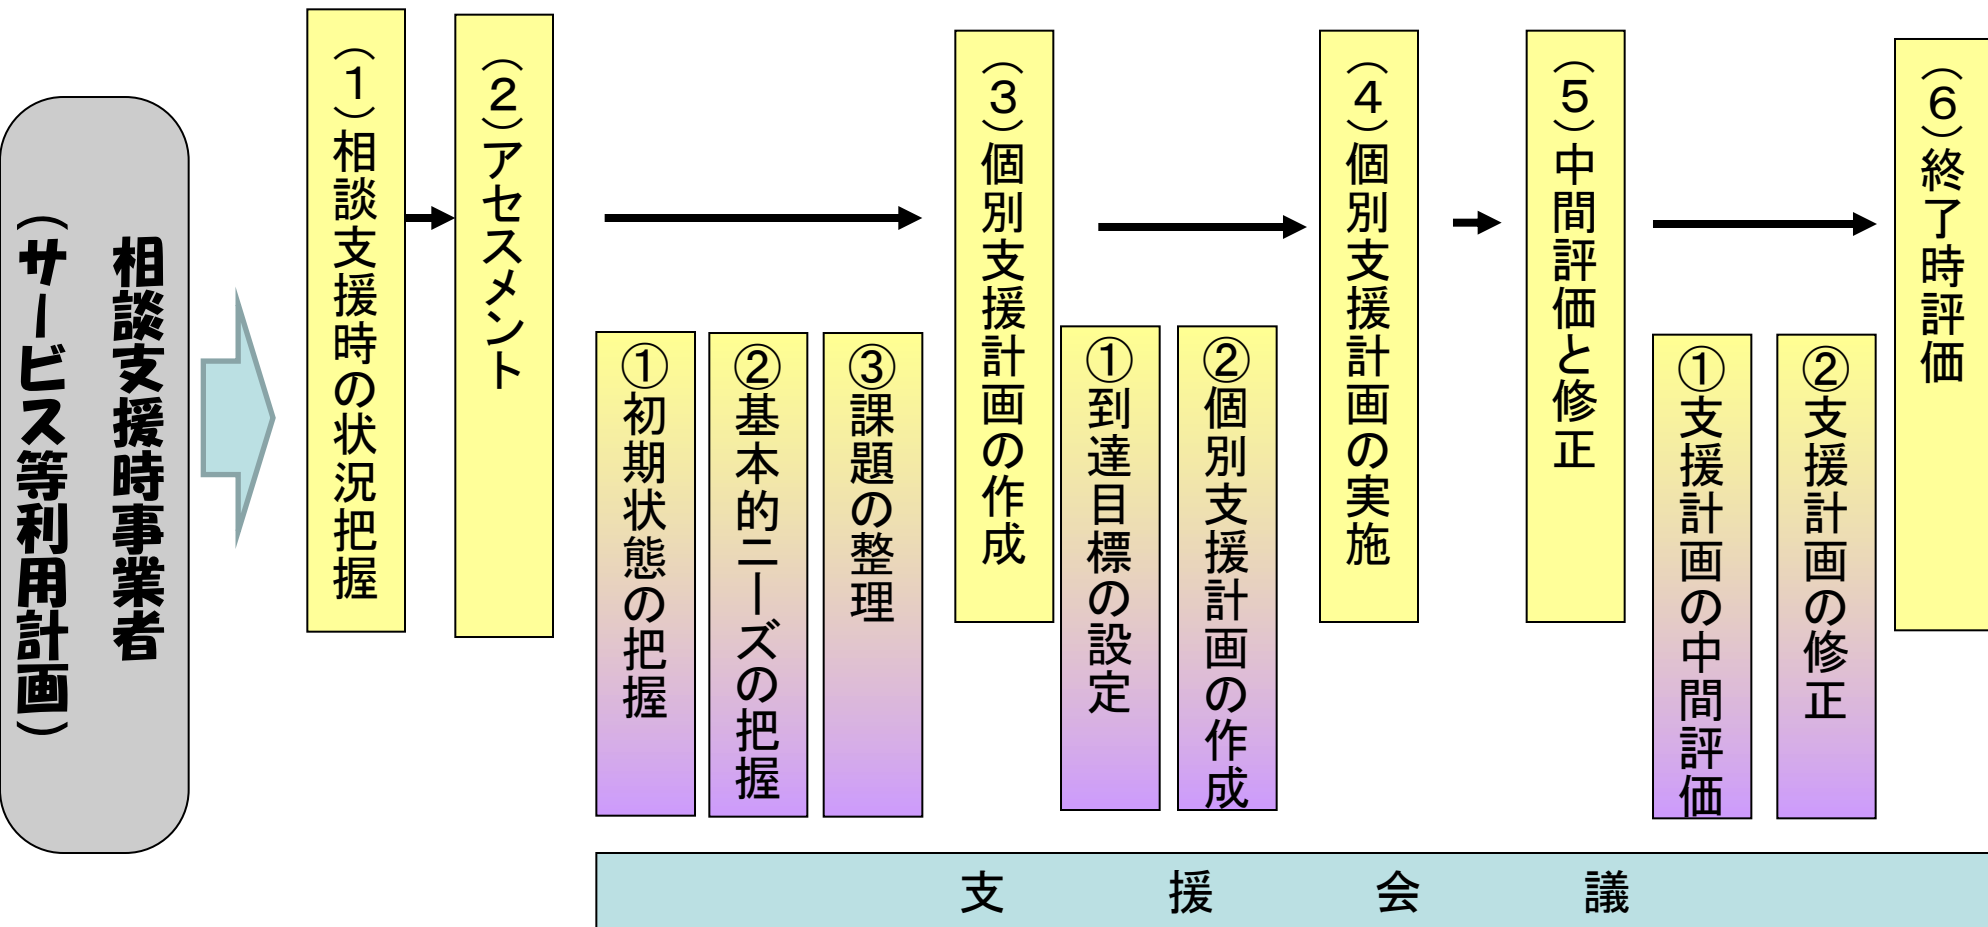 相談支援時事業者
（サービス等利用計画）
（１）相談支援時の状況把握
（２）アセスメント
①初期状態の把握
②基本的ニーズの把握
③課題の整理
（３）個別支援計画の作成
①到達目標の設定
②個別支援計画の作成
（４）個別支援計画の実施
（５）中間評価と修正
①支援計画の中間評価
②支援計画の修正
（６）終了時評価
支援会議